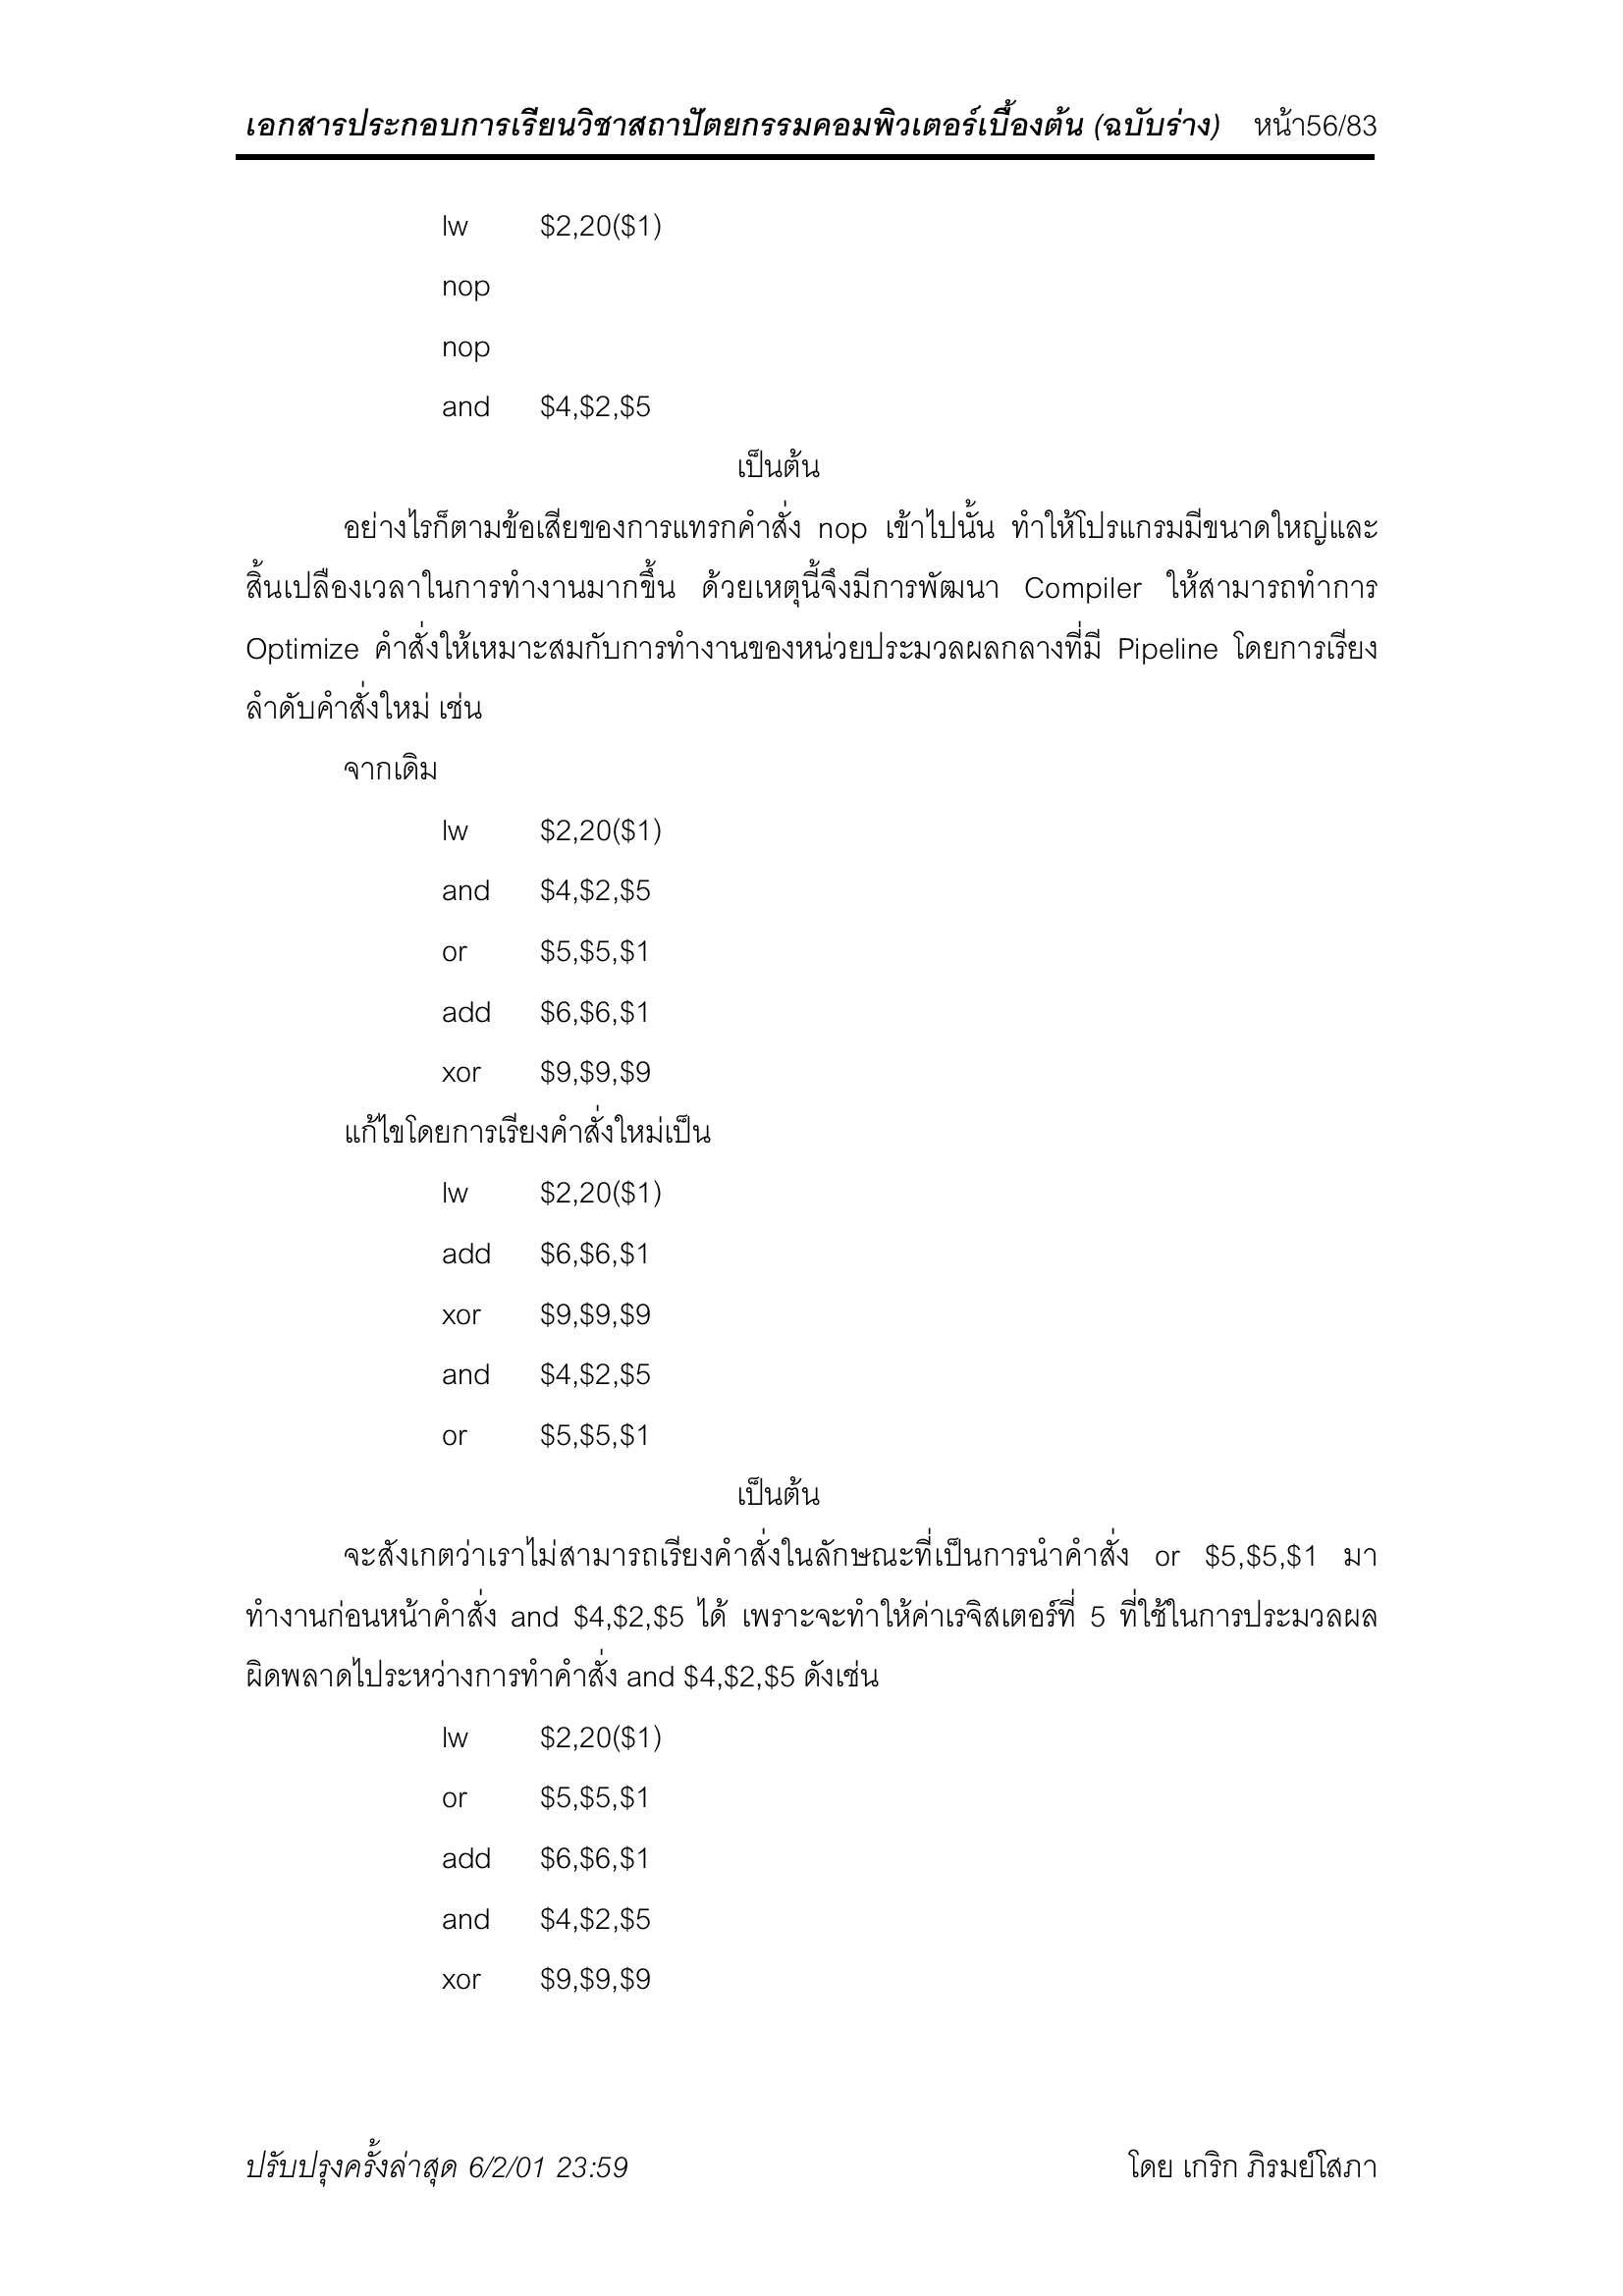 เอกสารประกอบการเรียนวิชาสถาปัตยกรรมคอมพิวเตอร์เบื้องต้น (ฉบับร่าง) หน้า56/83
lw $2,20($1)
nop
nop
and $4,$2,$5
เป็นต้น
อย่างไรก็ตามข้อเสียของการแทรกคำสั่ง nop เข้าไปนั้น ทำให้โปรแกรมมีขนาดใหญ่และ
สิ้นเปลืองเวลาในการทำงานมากขึ้น ด้วยเหตุนี้จึงมีการพัฒนา Compiler ให้สามารถทำการ
Optimize คำสั่งให้เหมาะสมกับการทำงานของหน่วยประมวลผลกลางที่มี Pipeline โดยการเรียง
ลำดับคำสั่งใหม่ เช่น
จากเดิม
lw $2,20($1)
and $4,$2,$5
or $5,$5,$1
add $6,$6,$1
xor $9,$9,$9
แก้ไขโดยการเรียงคำสั่งใหม่เป็น
lw $2,20($1)
add $6,$6,$1
xor $9,$9,$9
and $4,$2,$5
or $5,$5,$1
เป็นต้น
จะสังเกตว่าเราไม่สามารถเรียงคำสั่งในลักษณะที่เป็นการนำคำสั่ง or $5,$5,$1 มา
ทำงานก่อนหน้าคำสั่ง and $4,$2,$5 ได้ เพราะจะทำให้ค่าเรจิสเตอร์ที่ 5 ที่ใช้ในการประมวลผล
ผิดพลาดไประหว่างการทำคำสั่ง and $4,$2,$5 ดังเช่น
lw $2,20($1)
or $5,$5,$1
add $6,$6,$1
and $4,$2,$5
xor $9,$9,$9
ปรับปรุงครั้งล่าสุด 6/2/01 23:59 โดย เกริก ภิรมย์โสภา